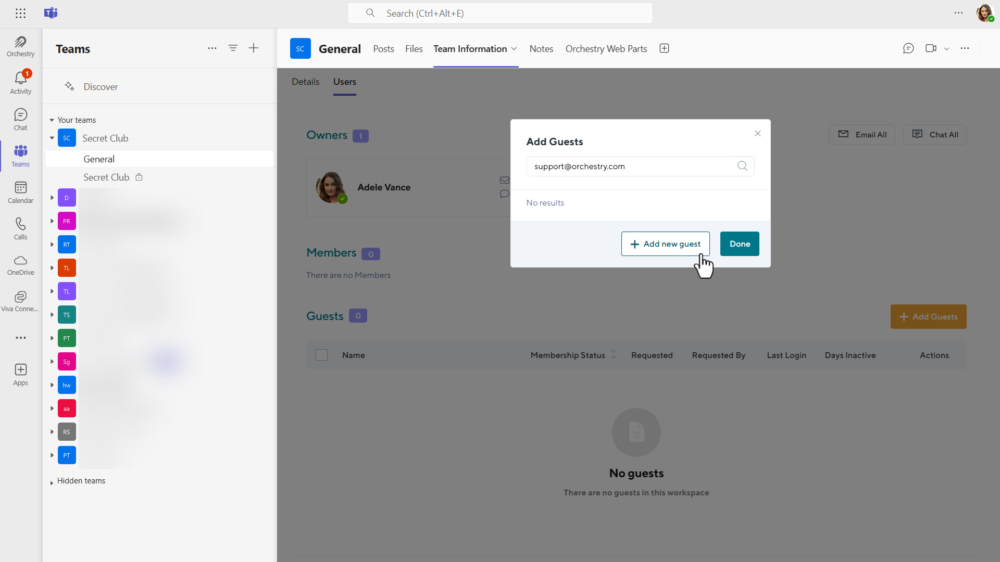 Search (Ctrl+Alt+E)
Orchestry
1
Activity
Chat
Teams
Calendar
Calls
OneDrive
Viva Conne...
Apps
Teams
Discover
Your teams
SC Secret Club
General
Secret Club
D
PR
RT
TL
TL
TS
PT
Sg
hw
aa
RS
PT
Hidden teams
SC General Posts Files Team Information Notes Orchestry Web Parts
Details Users
Owners 1
Email All Chat All
Adele Vance
Members 0
There are no Members
Guests 0
+ Add Guests
Name Membership Status Requested Requested By Last Login Days Inactive Actions
No guests
There are no guests in this workspace
Add Guests
support@orchestry.com
No results
+ Add new guest Done